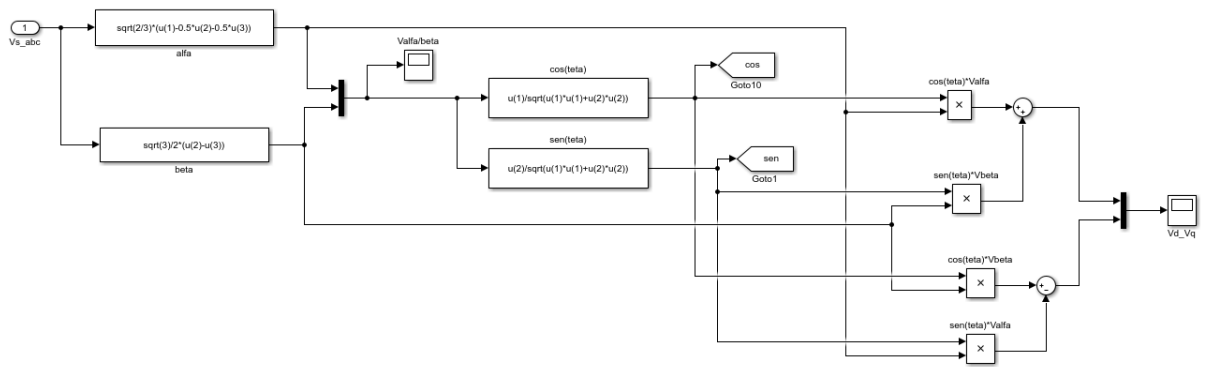 1
Vs_abc
sqrt(2/3)*(u(1)-0.5*u(2)-0.5*u(3))
alfa
sqrt(3)/2*(u(2)-u(3))
beta
Valfa/beta
cos(teta)
u(1)/sqrt(u(1)*u(1)+u(2)*u(2))
sen(teta)
u(2)/sqrt(u(1)*u(1)+u(2)*u(2))
cos
Goto10
sen
Goto1
cos(teta)*Valfa
×
+
+
sen(teta)*Vbeta
×
cos(teta)*Vbeta
×
+
−
sen(teta)*Valfa
×
Vd_Vq